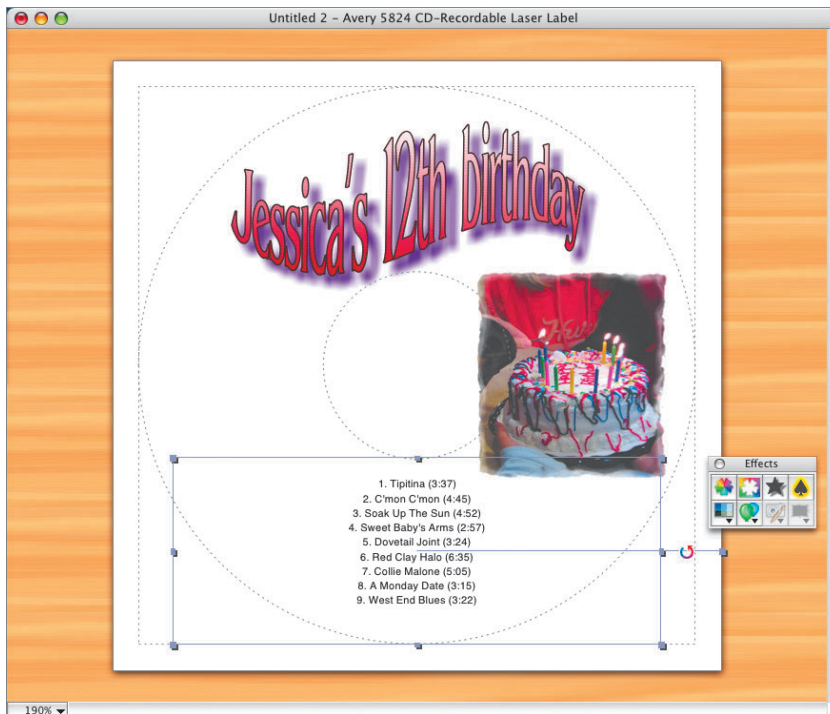 Untitled 2 – Avery 5824 CD-Recordable Laser Label
Jessica's 12th birthday
1. Tipitina (3:37)
2. C'mon C'mon (4:45)
3. Soak Up The Sun (4:52)
4. Sweet Baby's Arms (2:57)
5. Dovetail Joint (3:24)
6. Red Clay Halo (6:35)
7. Collie Malone (5:05)
8. A Monday Date (3:15)
9. West End Blues (3:22)
Effects
190%